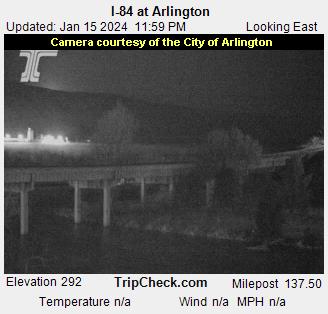 I-84 at Arlington
Updated: Jan 15 2024 11:59 PM Looking East
Camera courtesy of the City of Arlington
Elevation 292 TripCheck.com Milepost 137.50
Temperature n/a Wind n/a MPH n/a